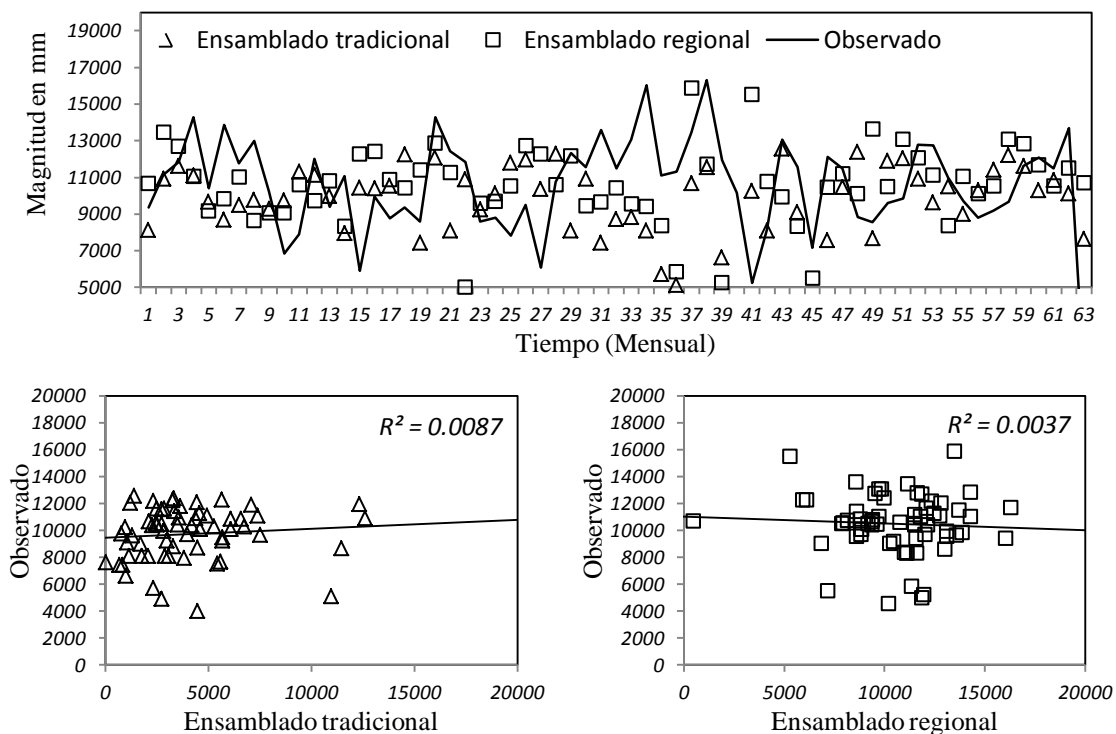 Magnitud en mm
19000
17000
15000
13000
11000
9000
7000
5000
Ensamblado tradicional Ensamblado regional Observado
1 3 5 7 9 11 13 15 17 19 21 23 25 27 29 31 33 35 37 39 41 43 45 47 49 51 53 55 57 59 61 63
Tiempo (Mensual)
Observado
20000
18000
16000
14000
12000
10000
8000
6000
4000
2000
0
R² = 0.0087
0 5000 10000 15000 20000
Ensamblado tradicional
Observado
20000
18000
16000
14000
12000
10000
8000
6000
4000
2000
0
R² = 0.0037
0 5000 10000 15000 20000
Ensamblado regional